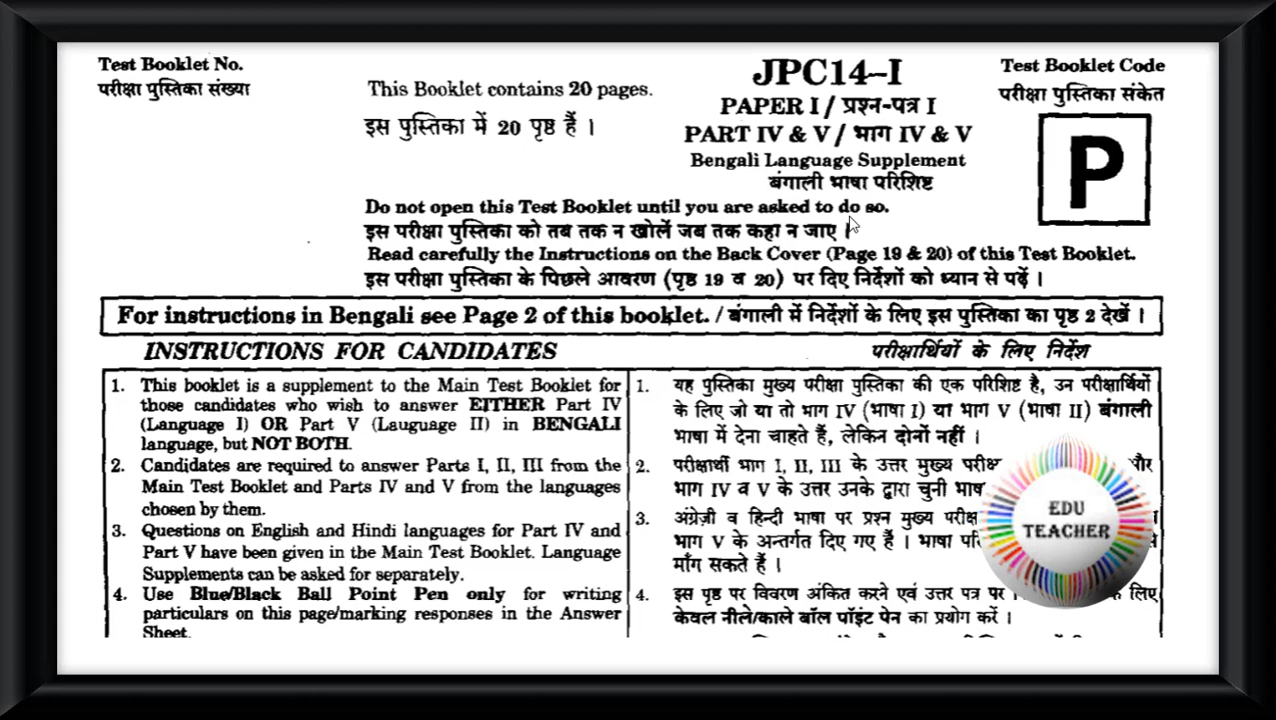 Test Booklet No.
परीक्षा पुस्तिका संख्या
This Booklet contains 20 pages.
इस पुस्तिका में 20 पृष्ठ हैं ।
JPC14–I
PAPER I / प्रश्न-पत्र I
PART IV & V / भाग IV & V
Bengali Language Supplement
बंगाली भाषा परिशिष्ट
Test Booklet Code
परीक्षा पुस्तिका संकेत
P
Do not open this Test Booklet until you are asked to do so.
इस परीक्षा पुस्तिका को तब तक न खोलें जब तक कहा न जाए ।
Read carefully the Instructions on the Back Cover (Page 19 & 20) of this Test Booklet.
इस परीक्षा पुस्तिका के पिछले आवरण (पृष्ठ 19 व 20) पर दिए निर्देशों को ध्यान से पढ़ें ।
For instructions in Bengali see Page 2 of this booklet. / बंगाली में निर्देशों के लिए इस पुस्तिका का पृष्ठ 2 देखें ।
INSTRUCTIONS FOR CANDIDATES
1. This booklet is a supplement to the Main Test Booklet for
those candidates who wish to answer EITHER Part IV
(Language I) OR Part V (Language II) in BENGALI
language, but NOT BOTH.
2. Candidates are required to answer Parts I, II, III from the
Main Test Booklet and Parts IV and V from the languages
chosen by them.
3. Questions on English and Hindi languages for Part IV and
Part V have been given in the Main Test Booklet. Language
Supplements can be asked for separately.
4. Use Blue/Black Ball Point Pen only for writing
particulars on this page/marking responses in the Answer
Sheet.
परीक्षार्थियों के लिए निर्देश
1. यह पुस्तिका मुख्य परीक्षा पुस्तिका की एक परिशिष्ट है, उन परीक्षार्थियों
के लिए जो या तो भाग IV (भाषा I) या भाग V (भाषा II) बंगाली
भाषा में देना चाहते हैं, लेकिन दोनों नहीं ।
2. परीक्षार्थी भाग I, II, III के उत्तर मुख्य और
भाग IV व V के उत्तर उनके द्वारा चुनी
3. अंग्रेज़ी व हिन्दी भाषा पर प्रश्न मुख्य
भाग V के अन्तर्गत दिए गए हैं । भाषा से
माँग सकते हैं ।
4. इस पृष्ठ पर विवरण अंकित करने एवं उत्तर पत्र पर के लिए
केवल नीले/काले बॉल पॉइंट पेन का प्रयोग करें ।
EDU
TEACHER